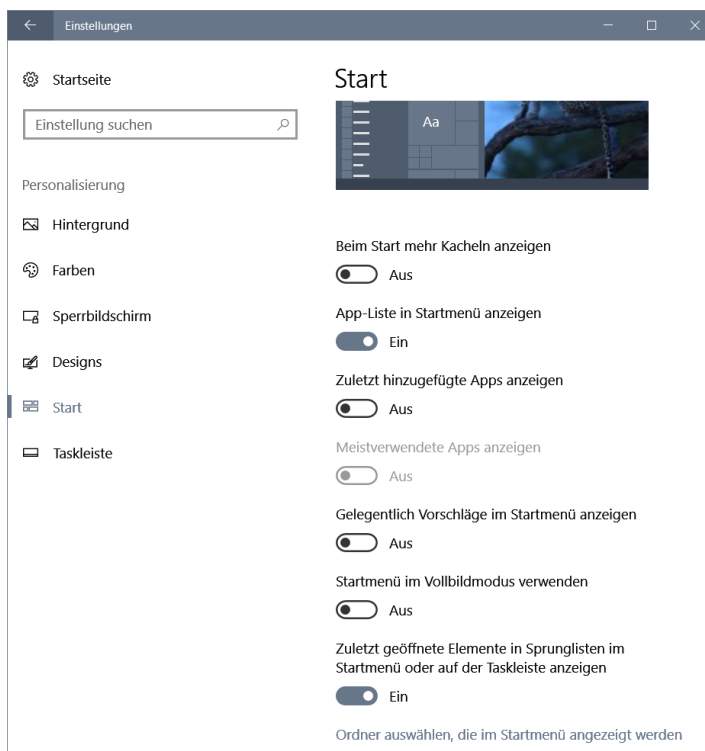 Einstellungen
Startseite
Einstellung suchen
Personalisierung
Hintergrund
Farben
Sperrbildschirm
Designs
Start
Taskleiste
Start
Aa
Beim Start mehr Kacheln anzeigen
Aus
App-Liste in Startmenü anzeigen
Ein
Zuletzt hinzugefügte Apps anzeigen
Aus
Meistverwendete Apps anzeigen
Aus
Gelegentlich Vorschläge im Startmenü anzeigen
Aus
Startmenü im Vollbildmodus verwenden
Aus
Zuletzt geöffnete Elemente in Sprunglisten im
Startmenü oder auf der Taskleiste anzeigen
Ein
Ordner auswählen, die im Startmenü angezeigt werden